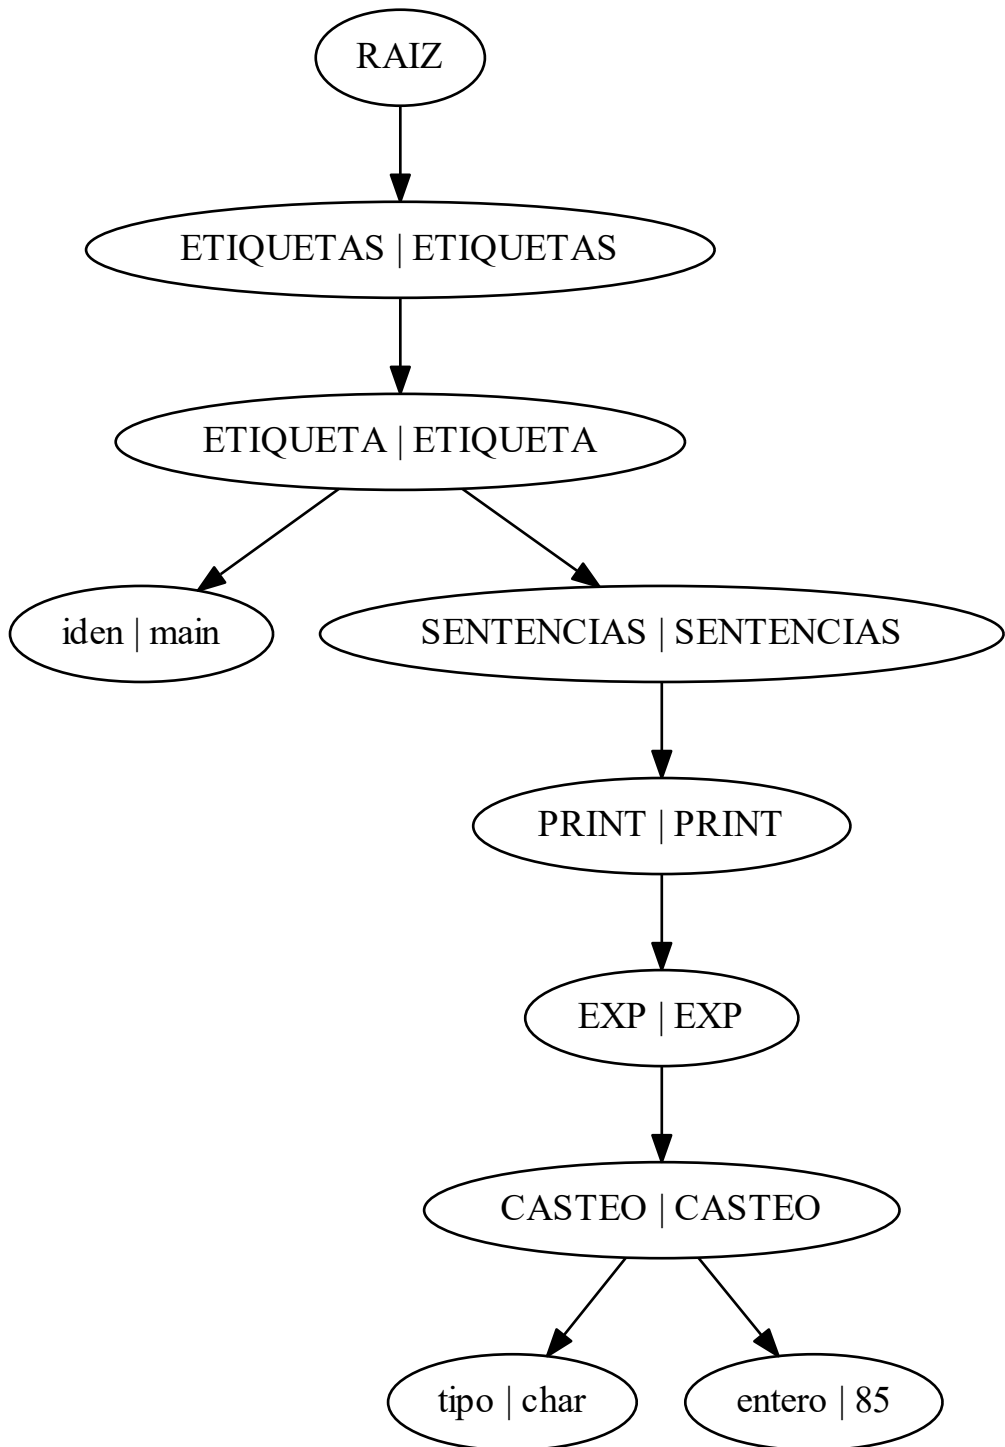 RAIZ
ETIQUETAS | ETIQUETAS
ETIQUETA | ETIQUETA
iden | main
SENTENCIAS | SENTENCIAS
PRINT | PRINT
EXP | EXP
CASTEO | CASTEO
tipo | char
entero | 85